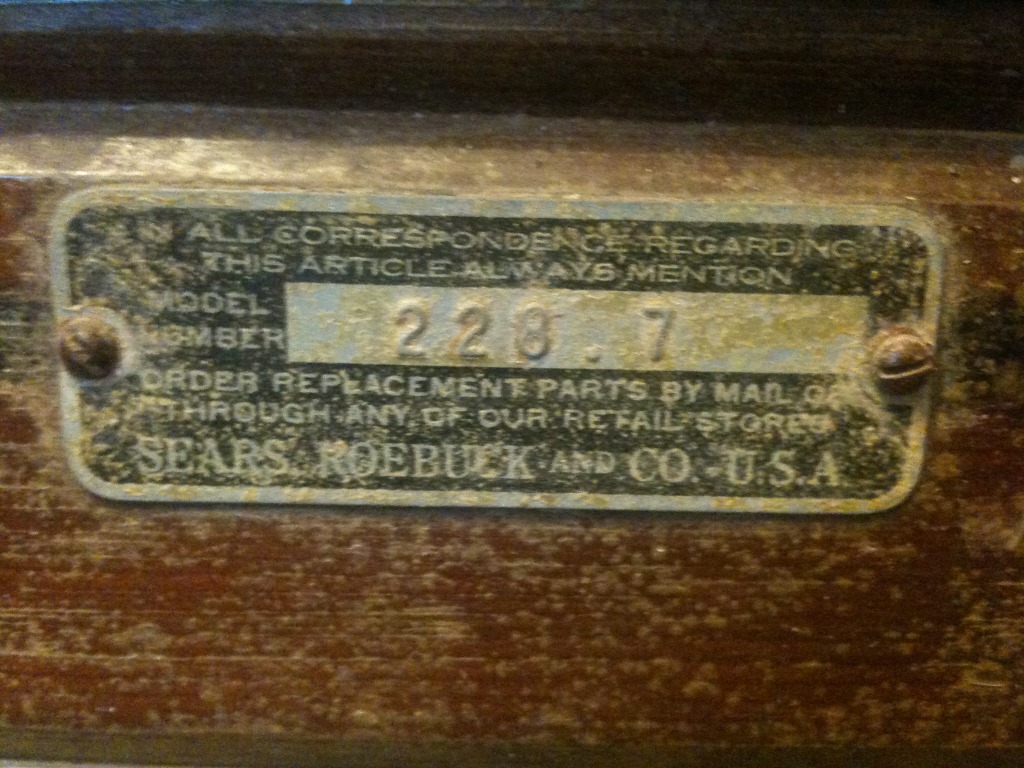 IN ALL CORRESPONDENCE REGARDING
THIS ARTICLE ALWAYS MENTION
MODEL
NUMBER 228.7
ORDER REPLACEMENT PARTS BY MAIL OR
THROUGH ANY OF OUR RETAIL STORES
SEARS, ROEBUCK AND CO. U.S.A